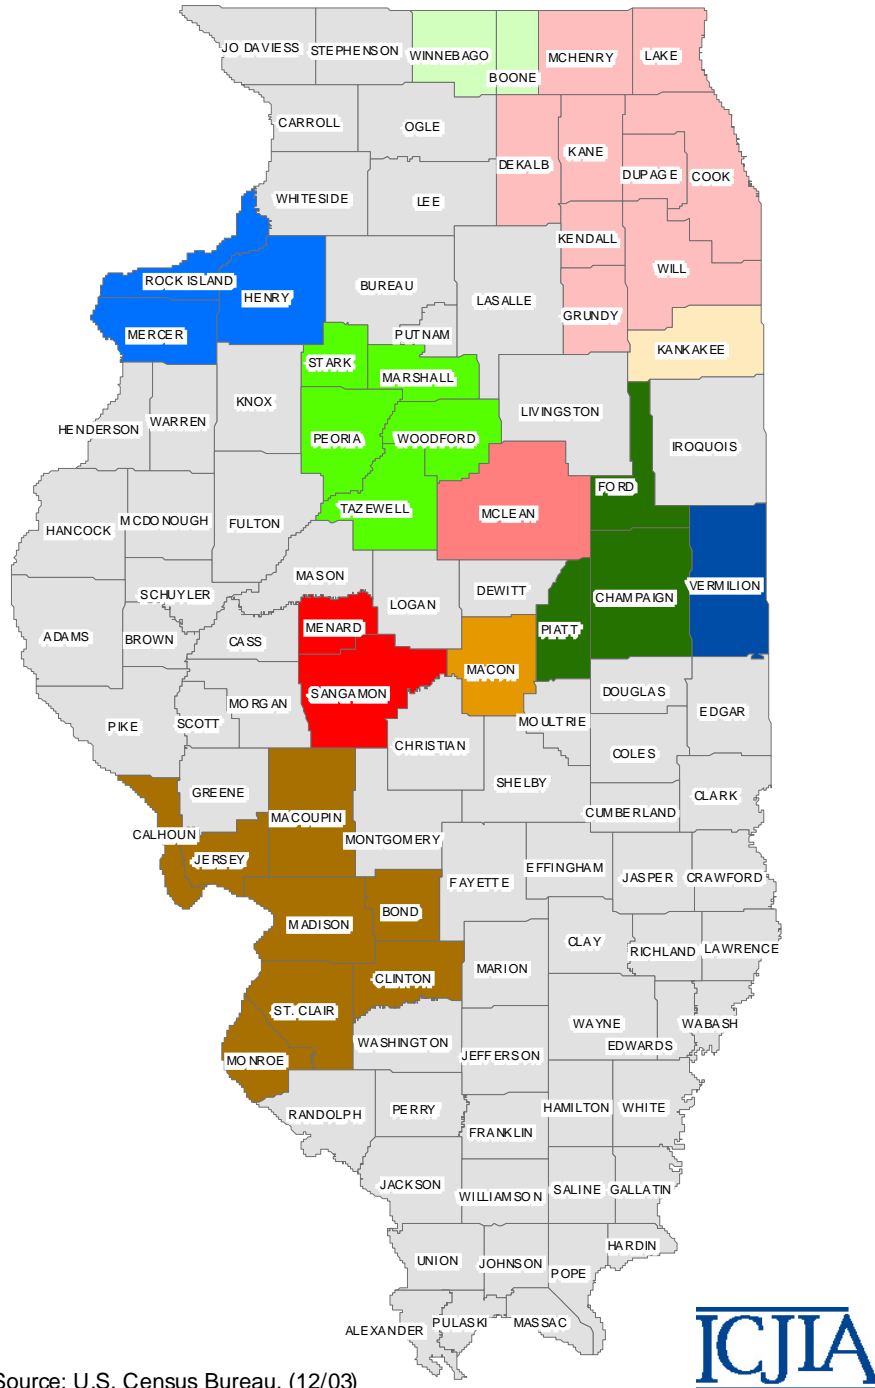 JO DAVIESS
STEPHENSON
WINNEBAGO
BOONE
MCHENRY
LAKE
CARROLL
OGLE
DEKALB
KANE
DUPAGE
COOK
WHITESIDE
LEE
KENDALL
WILL
ROCK ISLAND
HENRY
BUREAU
LASALLE
GRUNDY
MERCER
PUTNAM
KANKAKEE
STARK
MARSHALL
KNOX
LIVINGSTON
HENDERSON
WARREN
PEORIA
WOODFORD
IROQUOIS
FORD
HANCOCK
MCDONOUGH
FULTON
TAZEWELL
MCLEAN
MASON
SCHUYLER
LOGAN
DEWITT
CHAMPAIGN
VERMILION
ADAMS
BROWN
CASS
MENARD
PIATT
MACON
SANGAMON
DOUGLAS
PIKE
SCOTT
MORGAN
CHRISTIAN
MOULTRIE
EDGAR
COLES
GREENE
SHELBY
CLARK
MACOUPIN
CUMBERLAND
CALHOUN
MONTGOMERY
JERSEY
FAYETTE
EFFINGHAM
JASPER
CRAWFORD
MADISON
BOND
CLAY
RICHLAND
LAWRENCE
CLINTON
MARION
ST. CLAIR
WAYNE
WABASH
EDWARDS
MONROE
WASHINGTON
JEFFERSON
RANDOLPH
PERRY
HAMILTON
WHITE
FRANKLIN
JACKSON
WILLIAMSON
SALINE
GALLATIN
UNION
JOHNSON
HARDIN
POPE
ALEXANDER
PULASKI
MASSAC
ICJIA
Source: U.S. Census Bureau. (12/03)